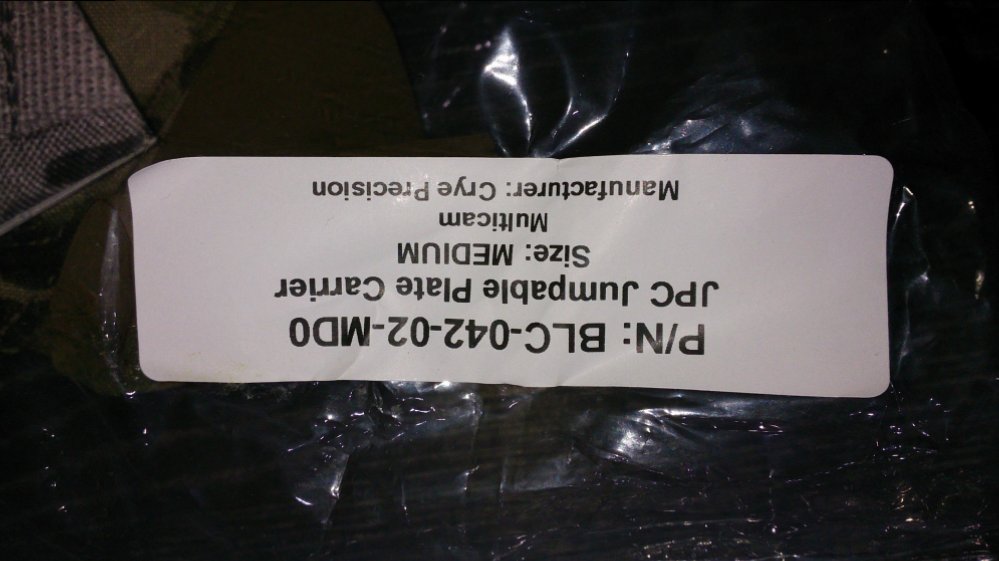 P/N: BLC-042-02-MD0
JPC Jumpable Plate Carrier
Size: MEDIUM
Multicam
Manufacturer: Crye Precision